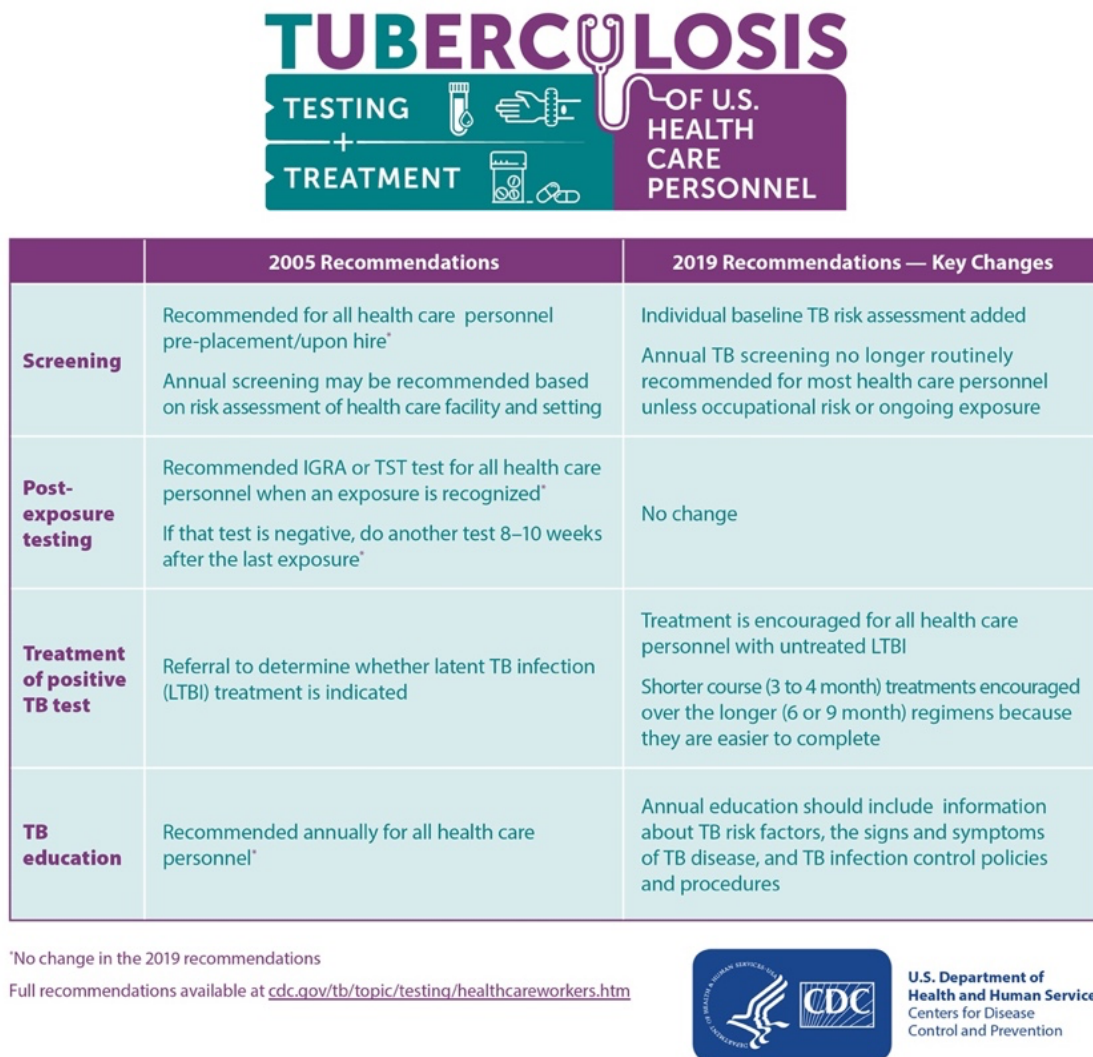 TUBERCULOSIS
TESTING
+
TREATMENT
OF U.S.
HEALTH
CARE
PERSONNEL
2005 Recommendations
2019 Recommendations — Key Changes
Screening
Recommended for all health care personnel
pre-placement/upon hire*
Annual screening may be recommended based
on risk assessment of health care facility and setting
Individual baseline TB risk assessment added
Annual TB screening no longer routinely
recommended for most health care personnel
unless occupational risk or ongoing exposure
Post-
exposure
testing
Recommended IGRA or TST test for all health care
personnel when an exposure is recognized*
If that test is negative, do another test 8–10 weeks
after the last exposure*
No change
Treatment
of positive
TB test
Referral to determine whether latent TB infection
(LTBI) treatment is indicated
Treatment is encouraged for all health care
personnel with untreated LTBI
Shorter course (3 to 4 month) treatments encouraged
over the longer (6 or 9 month) regimens because
they are easier to complete
TB
education
Recommended annually for all health care
personnel*
Annual education should include information
about TB risk factors, the signs and symptoms
of TB disease, and TB infection control policies
and procedures
*No change in the 2019 recommendations
Full recommendations available at cdc.gov/tb/topic/testing/healthcareworkers.htm
DEPARTMENT OF HEALTH & HUMAN SERVICES•USA
CDC
U.S. Department of
Health and Human Service
Centers for Disease
Control and Prevention